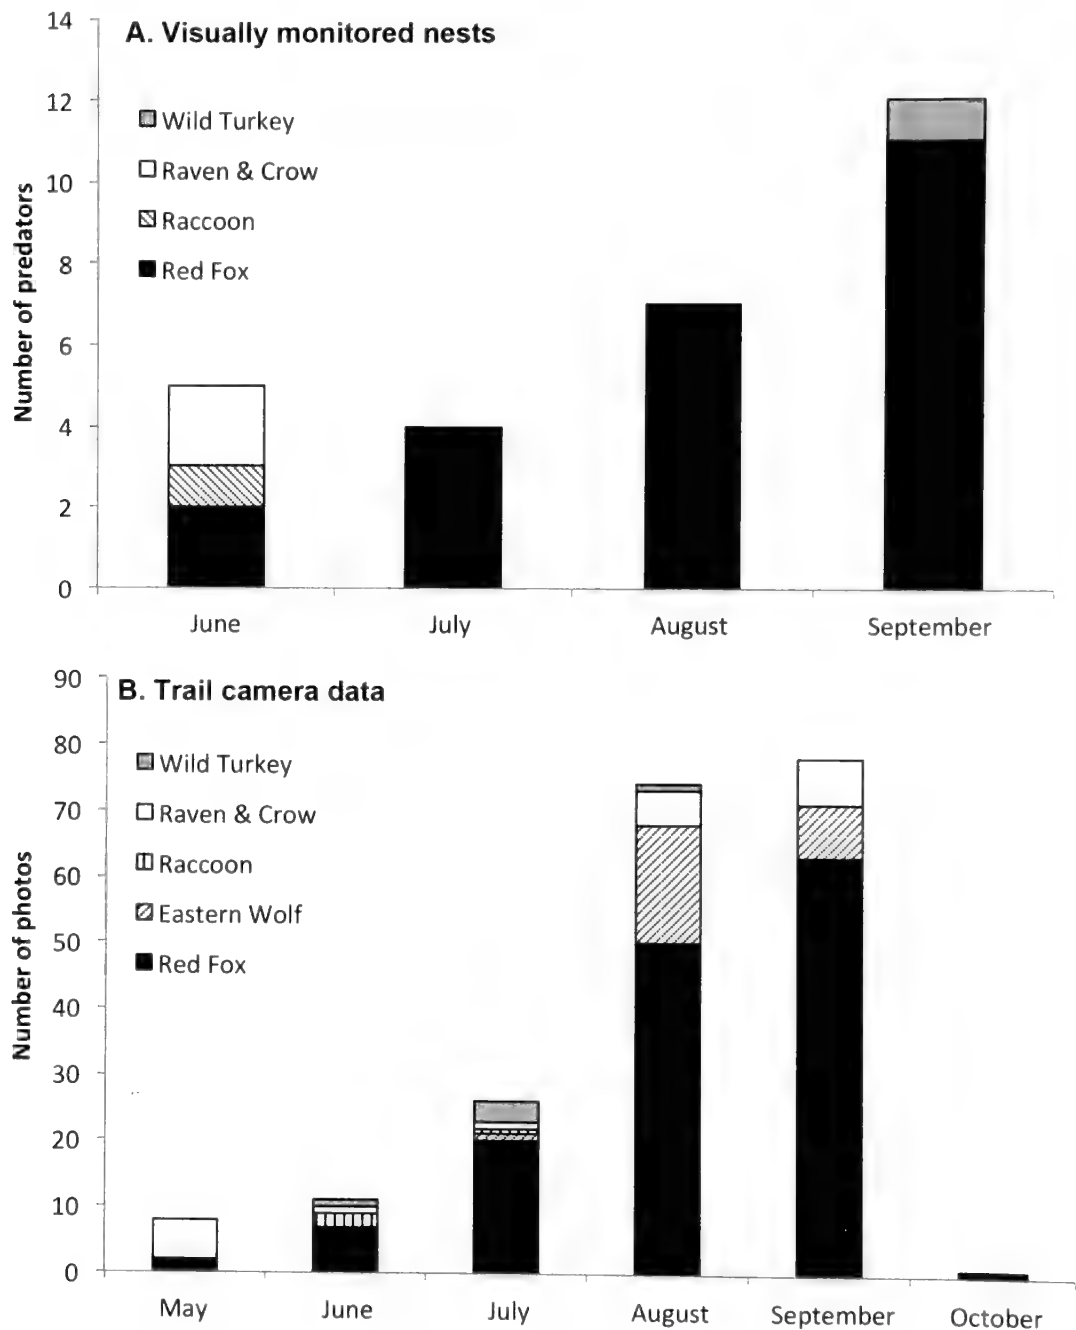 A. Visually monitored nests
14
12
10
8
6
4
2
0
Number of predators
Wild Turkey
Raven & Crow
Raccoon
Red Fox
June July August September
B. Trail camera data
90
80
70
60
50
40
30
20
10
0
Number of photos
Wild Turkey
Raven & Crow
Raccoon
Eastern Wolf
Red Fox
May June July August September October